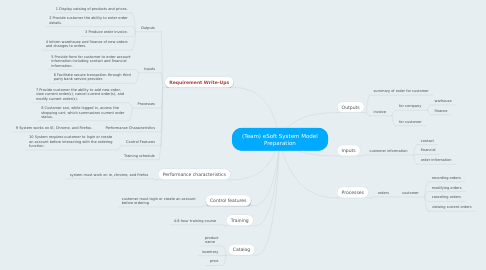 (Team) eSoft System Model
Preparation
Requirement Write-Ups
Outputs
1 Display catalog of products and prices.
2 Provide customer the ability to enter order
details.
3 Produce order invoice.
4 Inform warehouse and finance of new orders
and changes to orders.
Inputs
5 Provide form for customer to enter account
information including contact and financial
information.
6 Facilitate secure transaction through third
party bank service provider.
Processes
7 Provide customer the ability to add new order,
view current order(s), cancel current order(s), and
modify current order(s).
8 Customer can, while logged in, access the
shopping cart, which summarizes current order
status.
Performance Characteristics
9 System works on IE, Chrome, and Firefox.
Control Features
10 System requires customer to login or create
an account before interacting with the ordering
function.
Training schedule
Performance characteristics
system must work on ie, chrome, and firefox
Control features
customer must login or create an account
before ordering
Training
4-6 hour training course
Catalog
product
name
inventory
price
Outputs
summary of order for customer
invoice
for company
warehouse
finance
for customer
Inputs
customer information
contact
financial
order information
Processes
orders
customer
recording orders
modifying orders
canceling orders
viewing current orders